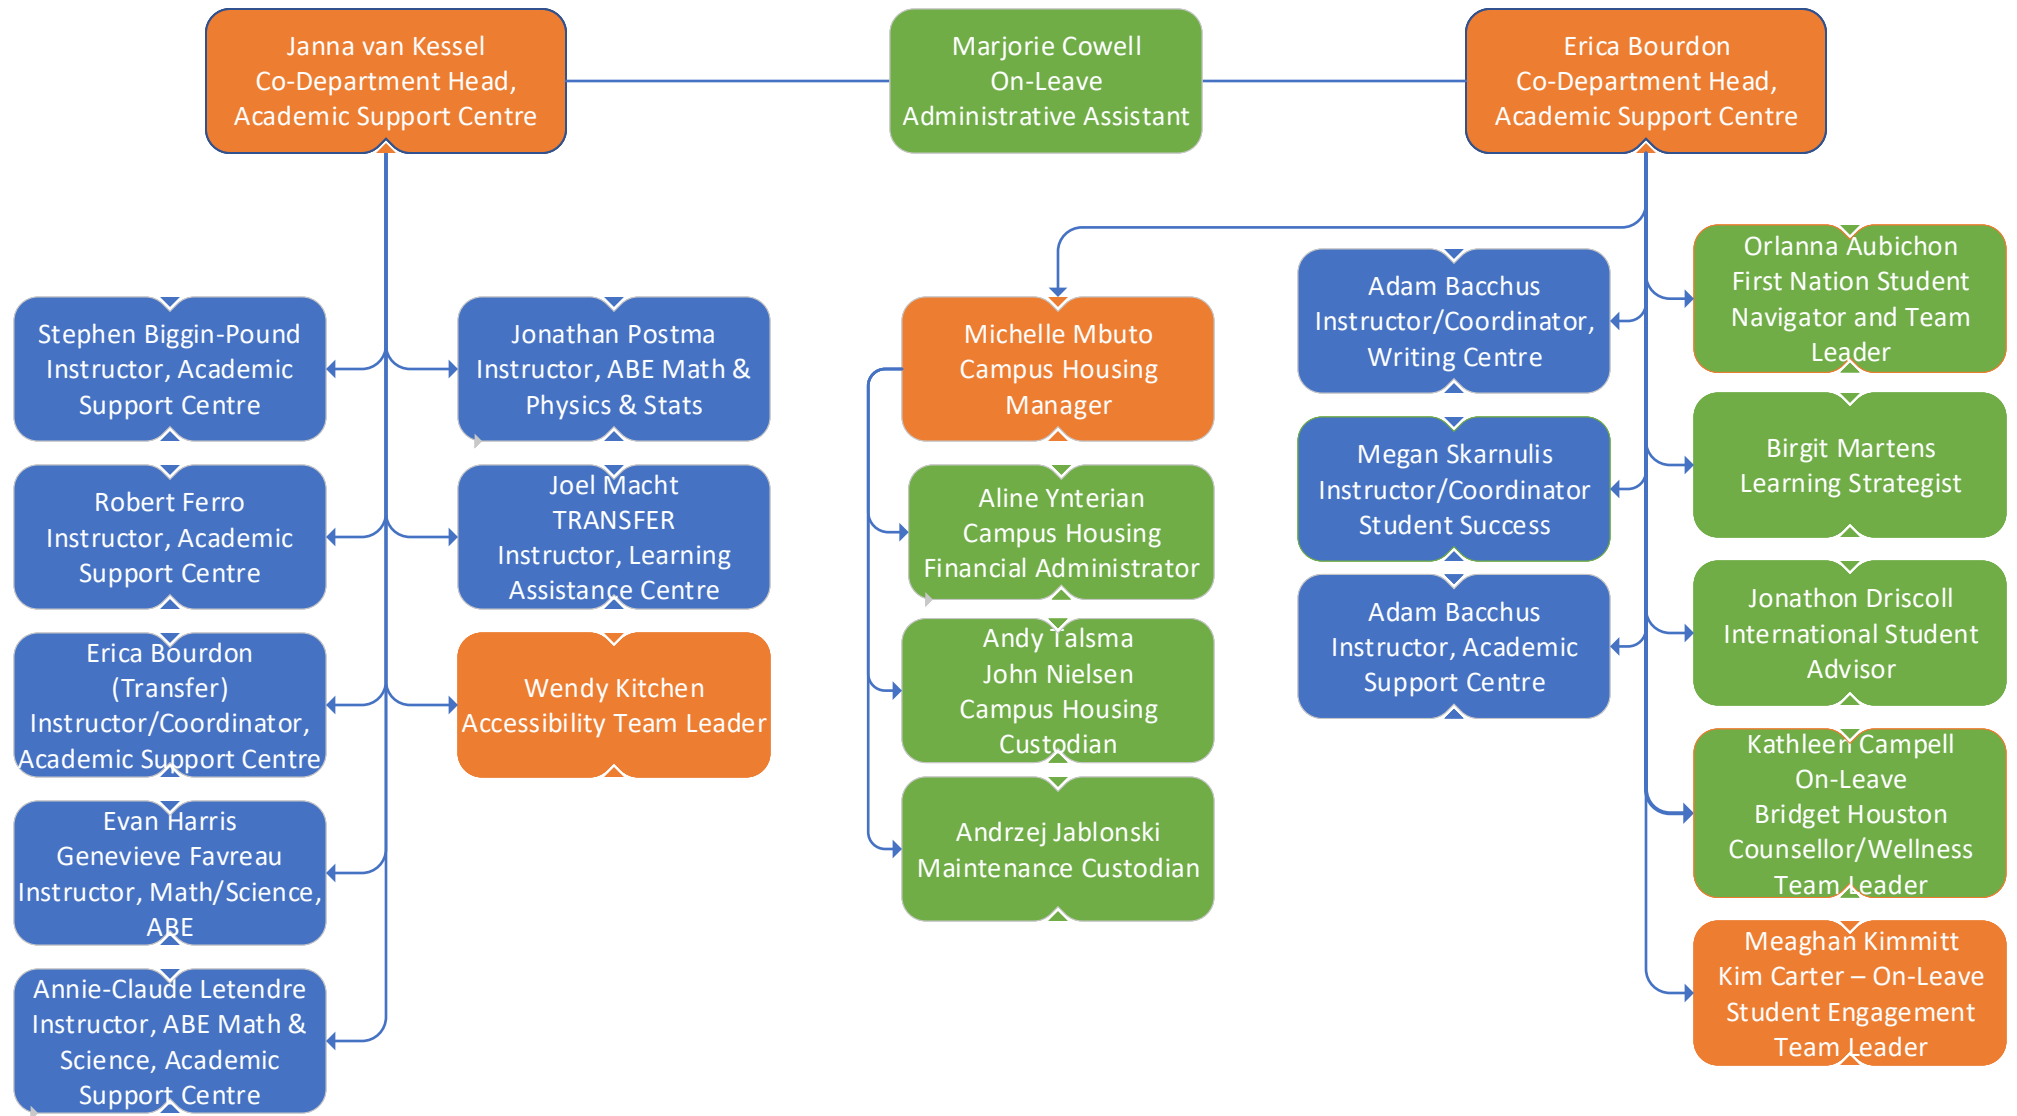 Janna van Kessel
Co-Department Head,
Academic Support Centre
Marjorie Cowell
On-Leave
Administrative Assistant
Erica Bourdon
Co-Department Head,
Academic Support Centre
Stephen Biggin-Pound
Instructor, Academic
Support Centre
Robert Ferro
Instructor, Academic
Support Centre
Erica Bourdon
(Transfer)
Instructor/Coordinator,
Academic Support Centre
Evan Harris
Genevieve Favreau
Instructor, Math/Science,
ABE
Annie-Claude Letendre
Instructor, ABE Math &
Science, Academic
Support Centre
Jonathan Postma
Instructor, ABE Math &
Physics & Stats
Joel Macht
TRANSFER
Instructor, Learning
Assistance Centre
Wendy Kitchen
Accessibility Team Leader
Michelle Mbuto
Campus Housing
Manager
Aline Ynterian
Campus Housing
Financial Administrator
Andy Talsma
John Nielsen
Campus Housing
Custodian
Andrzej Jablonski
Maintenance Custodian
Adam Bacchus
Instructor/Coordinator,
Writing Centre
Megan Skarnulis
Instructor/Coordinator
Student Success
Adam Bacchus
Instructor, Academic
Support Centre
Orlanna Aubichon
First Nation Student
Navigator and Team
Leader
Birgit Martens
Learning Strategist
Jonathon Driscoll
International Student
Advisor
Kathleen Campell
On-Leave
Bridget Houston
Counsellor/Wellness
Team Leader
Meaghan Kimmitt
Kim Carter – On-Leave
Student Engagement
Team Leader